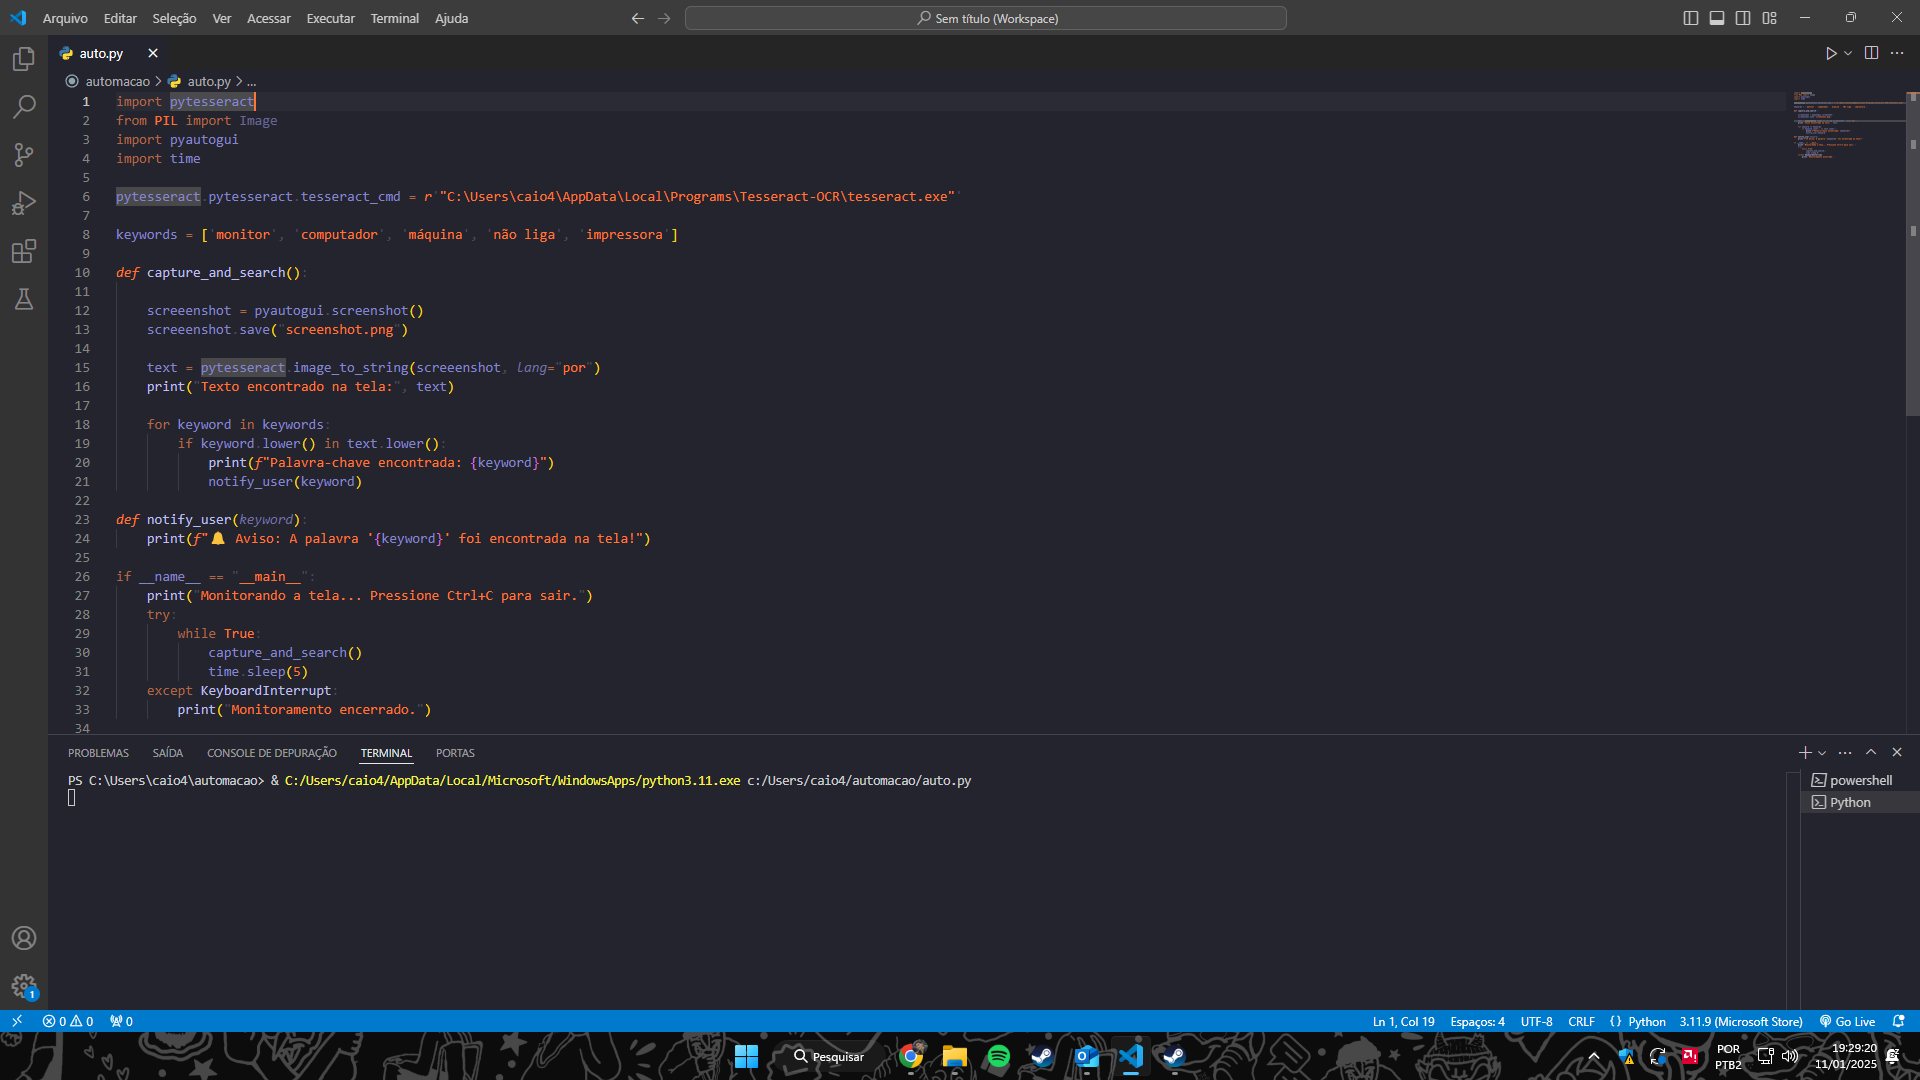 Arquivo Editar Seleção Ver Acessar Executar Terminal Ajuda
Sem título (Workspace)
auto.py
automacao > auto.py > ...
1 import pytesseract
2 from PIL import Image
3 import pyautogui
4 import time
5
6 pytesseract.pytesseract.tesseract_cmd = r'"C:\Users\caio4\AppData\Local\Programs\Tesseract-OCR\tesseract.exe"'
7
8 keywords = ['monitor', 'computador', 'máquina', 'não liga', 'impressora']
9
10 def capture_and_search():
11
12 screeenshot = pyautogui.screenshot()
13 screeenshot.save("screenshot.png")
14
15 text = pytesseract.image_to_string(screeenshot, lang="por")
16 print("Texto encontrado na tela:", text)
17
18 for keyword in keywords:
19 if keyword.lower() in text.lower():
20 print(f"Palavra-chave encontrada: {keyword}")
21 notify_user(keyword)
22
23 def notify_user(keyword):
24 print(f"🔔 Aviso: A palavra '{keyword}' foi encontrada na tela!")
25
26 if __name__ == "__main__":
27 print("Monitorando a tela... Pressione Ctrl+C para sair.")
28 try:
29 while True:
30 capture_and_search()
31 time.sleep(5)
32 except KeyboardInterrupt:
33 print("Monitoramento encerrado.")
34
PROBLEMAS SAÍDA CONSOLE DE DEPURAÇÃO TERMINAL PORTAS
PS C:\Users\caio4\automacao> & C:/Users/caio4/AppData/Local/Microsoft/WindowsApps/python3.11.exe c:/Users/caio4/automacao/auto.py
powershell
Python
1
0 0 0
Ln 1, Col 19 Espaços: 4 UTF-8 CRLF {} Python 3.11.9 (Microsoft Store) Go Live
Pesquisar
POR
PTB2
19:29:20
11/01/2025